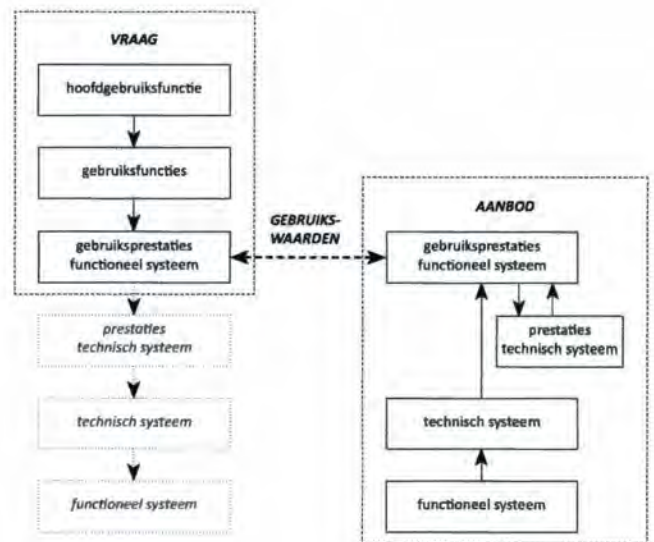 VRAAG
hoofdgebruiksfunctie
gebruiksfuncties
gebruiksprestaties
functioneel systeem
prestaties
technisch systeem
technisch systeem
functioneel systeem
GEBRUIKS-
WAARDEN
AANBOD
gebruiksprestaties
functioneel systeem
prestaties
technisch systeem
technisch systeem
functioneel systeem